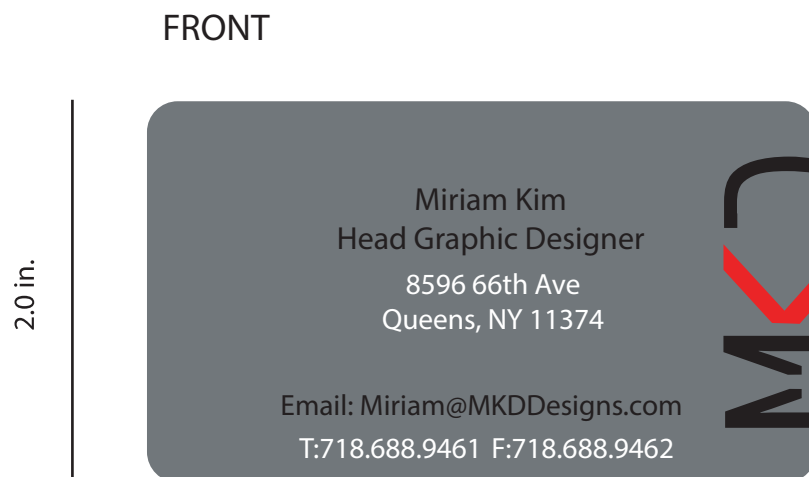 FRONT
2.0 in.
Miriam Kim
Head Graphic Designer
8596 66th Ave
Queens, NY 11374
Email: Miriam@MKDDesigns.com
T:718.688.9461 F:718.688.9462
MKD